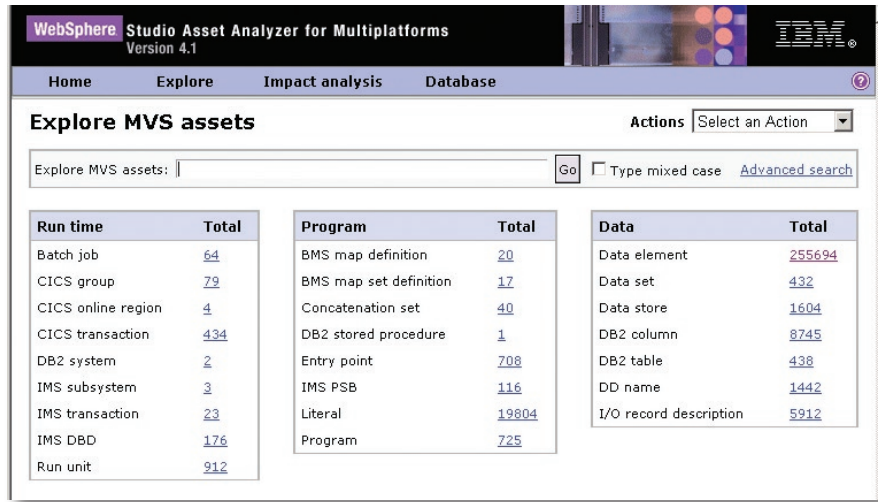 WebSphere Studio Asset Analyzer for Multiplatforms
Version 4.1
IBM®
Home Explore Impact analysis Database ?
Explore MVS assets
Actions Select an Action
Explore MVS assets: Go Type mixed case Advanced search
Run time Total
Batch job 64
CICS group 79
CICS online region 4
CICS transaction 434
DB2 system 2
IMS subsystem 3
IMS transaction 23
IMS DBD 176
Run unit 912
Program Total
BMS map definition 20
BMS map set definition 17
Concatenation set 40
DB2 stored procedure 1
Entry point 708
IMS PSB 116
Literal 19804
Program 725
Data Total
Data element 255694
Data set 432
Data store 1604
DB2 column 8745
DB2 table 438
DD name 1442
I/O record description 5912